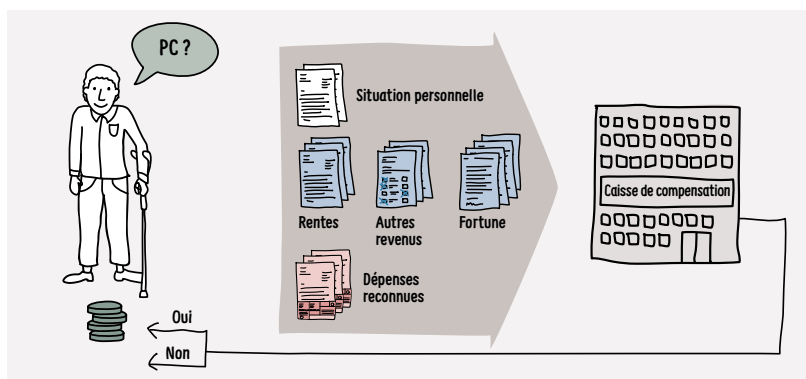 PC ?
Situation personnelle
Rentes
Autres
revenus
Fortune
Dépenses
reconnues
Caisse de compensation
Oui
Non